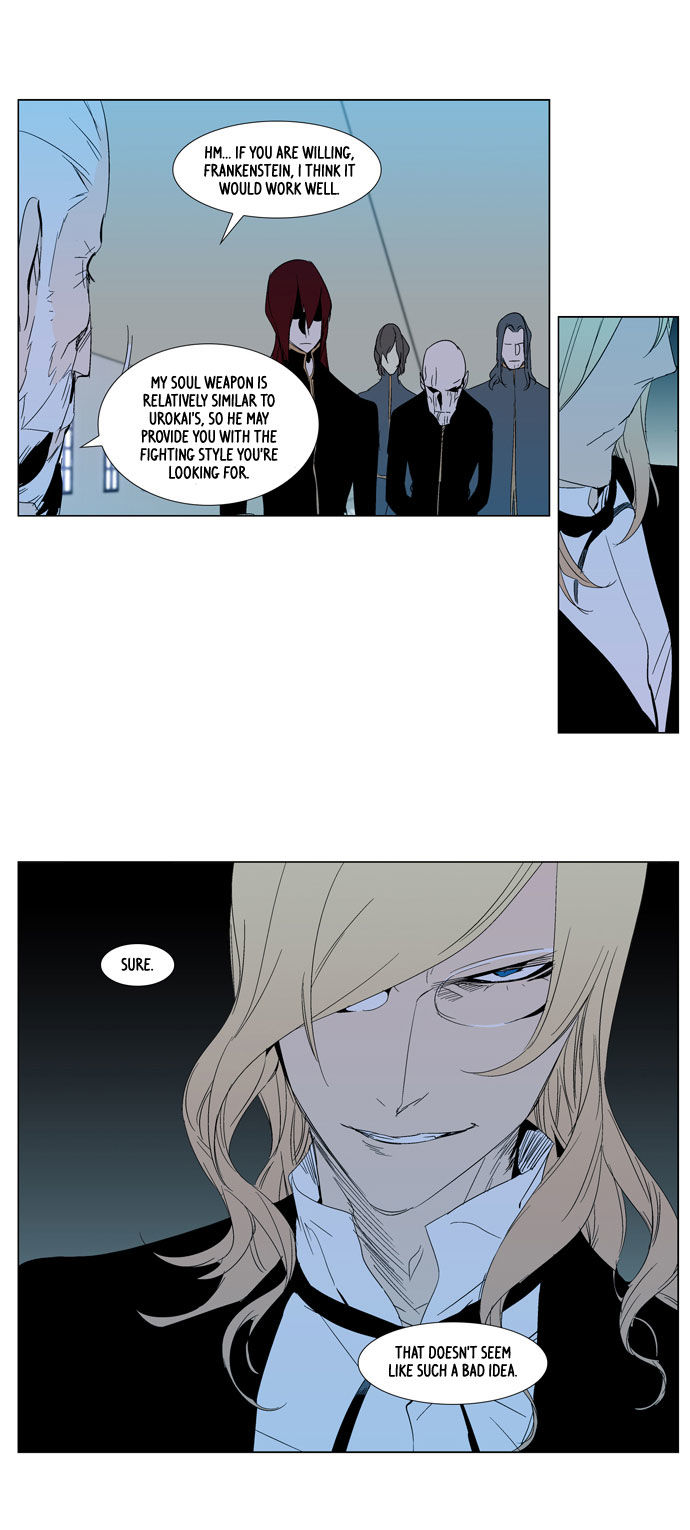 HM... IF YOU ARE WILLING,
FRANKENSTEIN, I THINK IT
WOULD WORK WELL.
MY SOUL WEAPON IS
RELATIVELY SIMILAR TO
UROKAI'S, SO HE MAY
PROVIDE YOU WITH THE
FIGHTING STYLE YOU'RE
LOOKING FOR.
SURE.
THAT DOESN'T SEEM
LIKE SUCH A BAD IDEA.